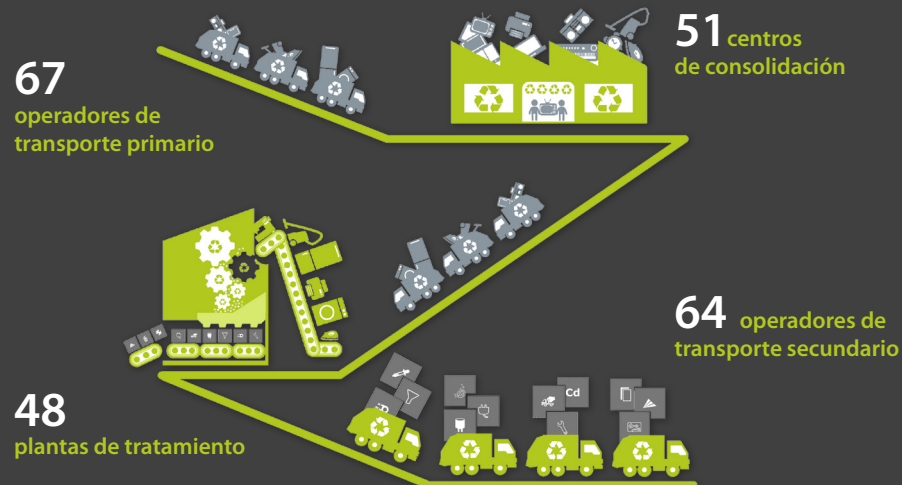 67
operadores de
transporte primario
51 centros
de consolidación
64 operadores de
transporte secundario
48
plantas de tratamiento
Cd